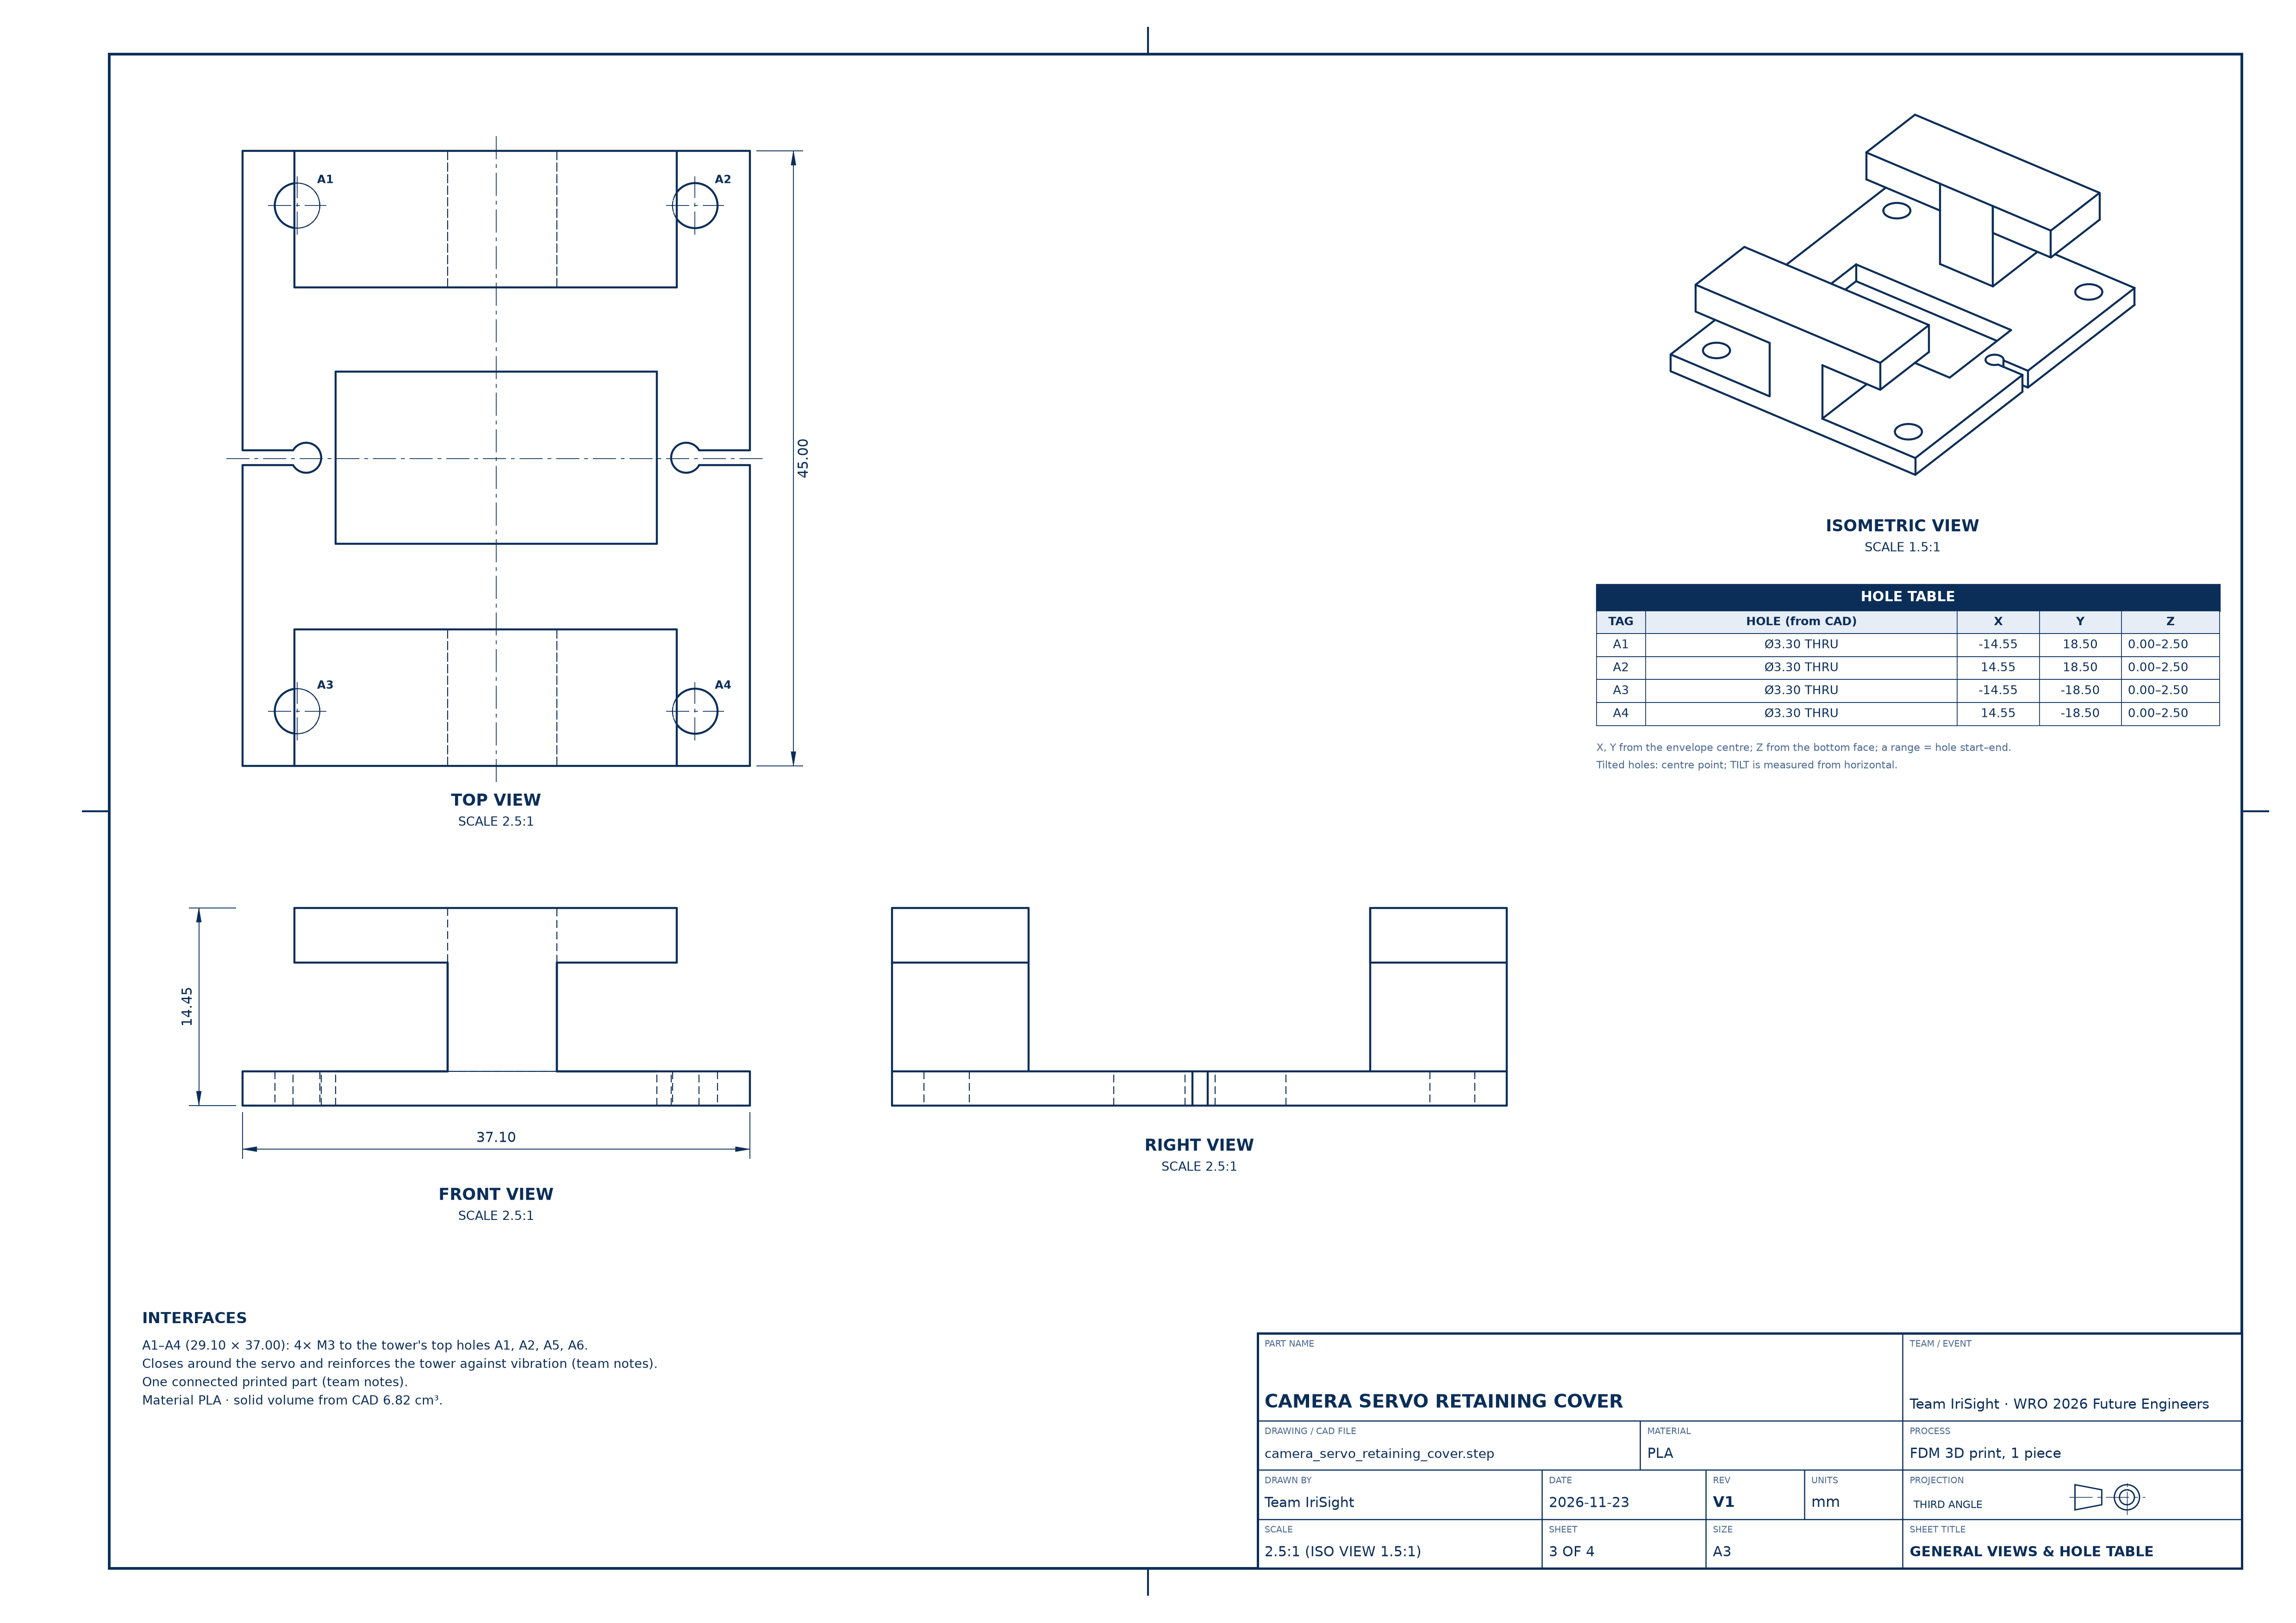 A1
A2
45.00
A3
A4
TOP VIEW
SCALE 2.5:1
ISOMETRIC VIEW
SCALE 1.5:1
HOLE TABLE
TAG HOLE (from CAD) X Y Z
A1 Ø3.30 THRU -14.55 18.50 0.00–2.50
A2 Ø3.30 THRU 14.55 18.50 0.00–2.50
A3 Ø3.30 THRU -14.55 -18.50 0.00–2.50
A4 Ø3.30 THRU 14.55 -18.50 0.00–2.50
X, Y from the envelope centre; Z from the bottom face; a range = hole start–end.
Tilted holes: centre point; TILT is measured from horizontal.
14.45
37.10
FRONT VIEW
SCALE 2.5:1
RIGHT VIEW
SCALE 2.5:1
INTERFACES
A1–A4 (29.10 × 37.00): 4× M3 to the tower's top holes A1, A2, A5, A6.
Closes around the servo and reinforces the tower against vibration (team notes).
One connected printed part (team notes).
Material PLA · solid volume from CAD 6.82 cm³.
PART NAME
CAMERA SERVO RETAINING COVER
TEAM / EVENT
Team IriSight · WRO 2026 Future Engineers
DRAWING / CAD FILE
camera_servo_retaining_cover.step
MATERIAL
PLA
PROCESS
FDM 3D print, 1 piece
DRAWN BY
Team IriSight
DATE
2026-11-23
REV
V1
UNITS
mm
PROJECTION
THIRD ANGLE
SCALE
2.5:1 (ISO VIEW 1.5:1)
SHEET
3 OF 4
SIZE
A3
SHEET TITLE
GENERAL VIEWS & HOLE TABLE